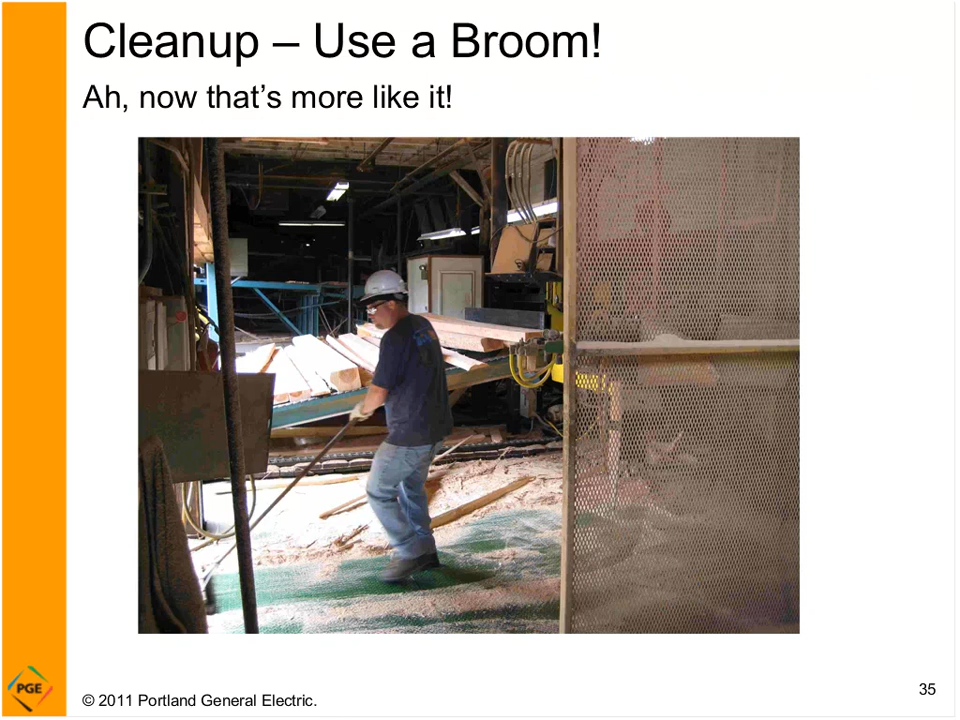 Cleanup – Use a Broom!
Ah, now that’s more like it!
PGE
© 2011 Portland General Electric.
35